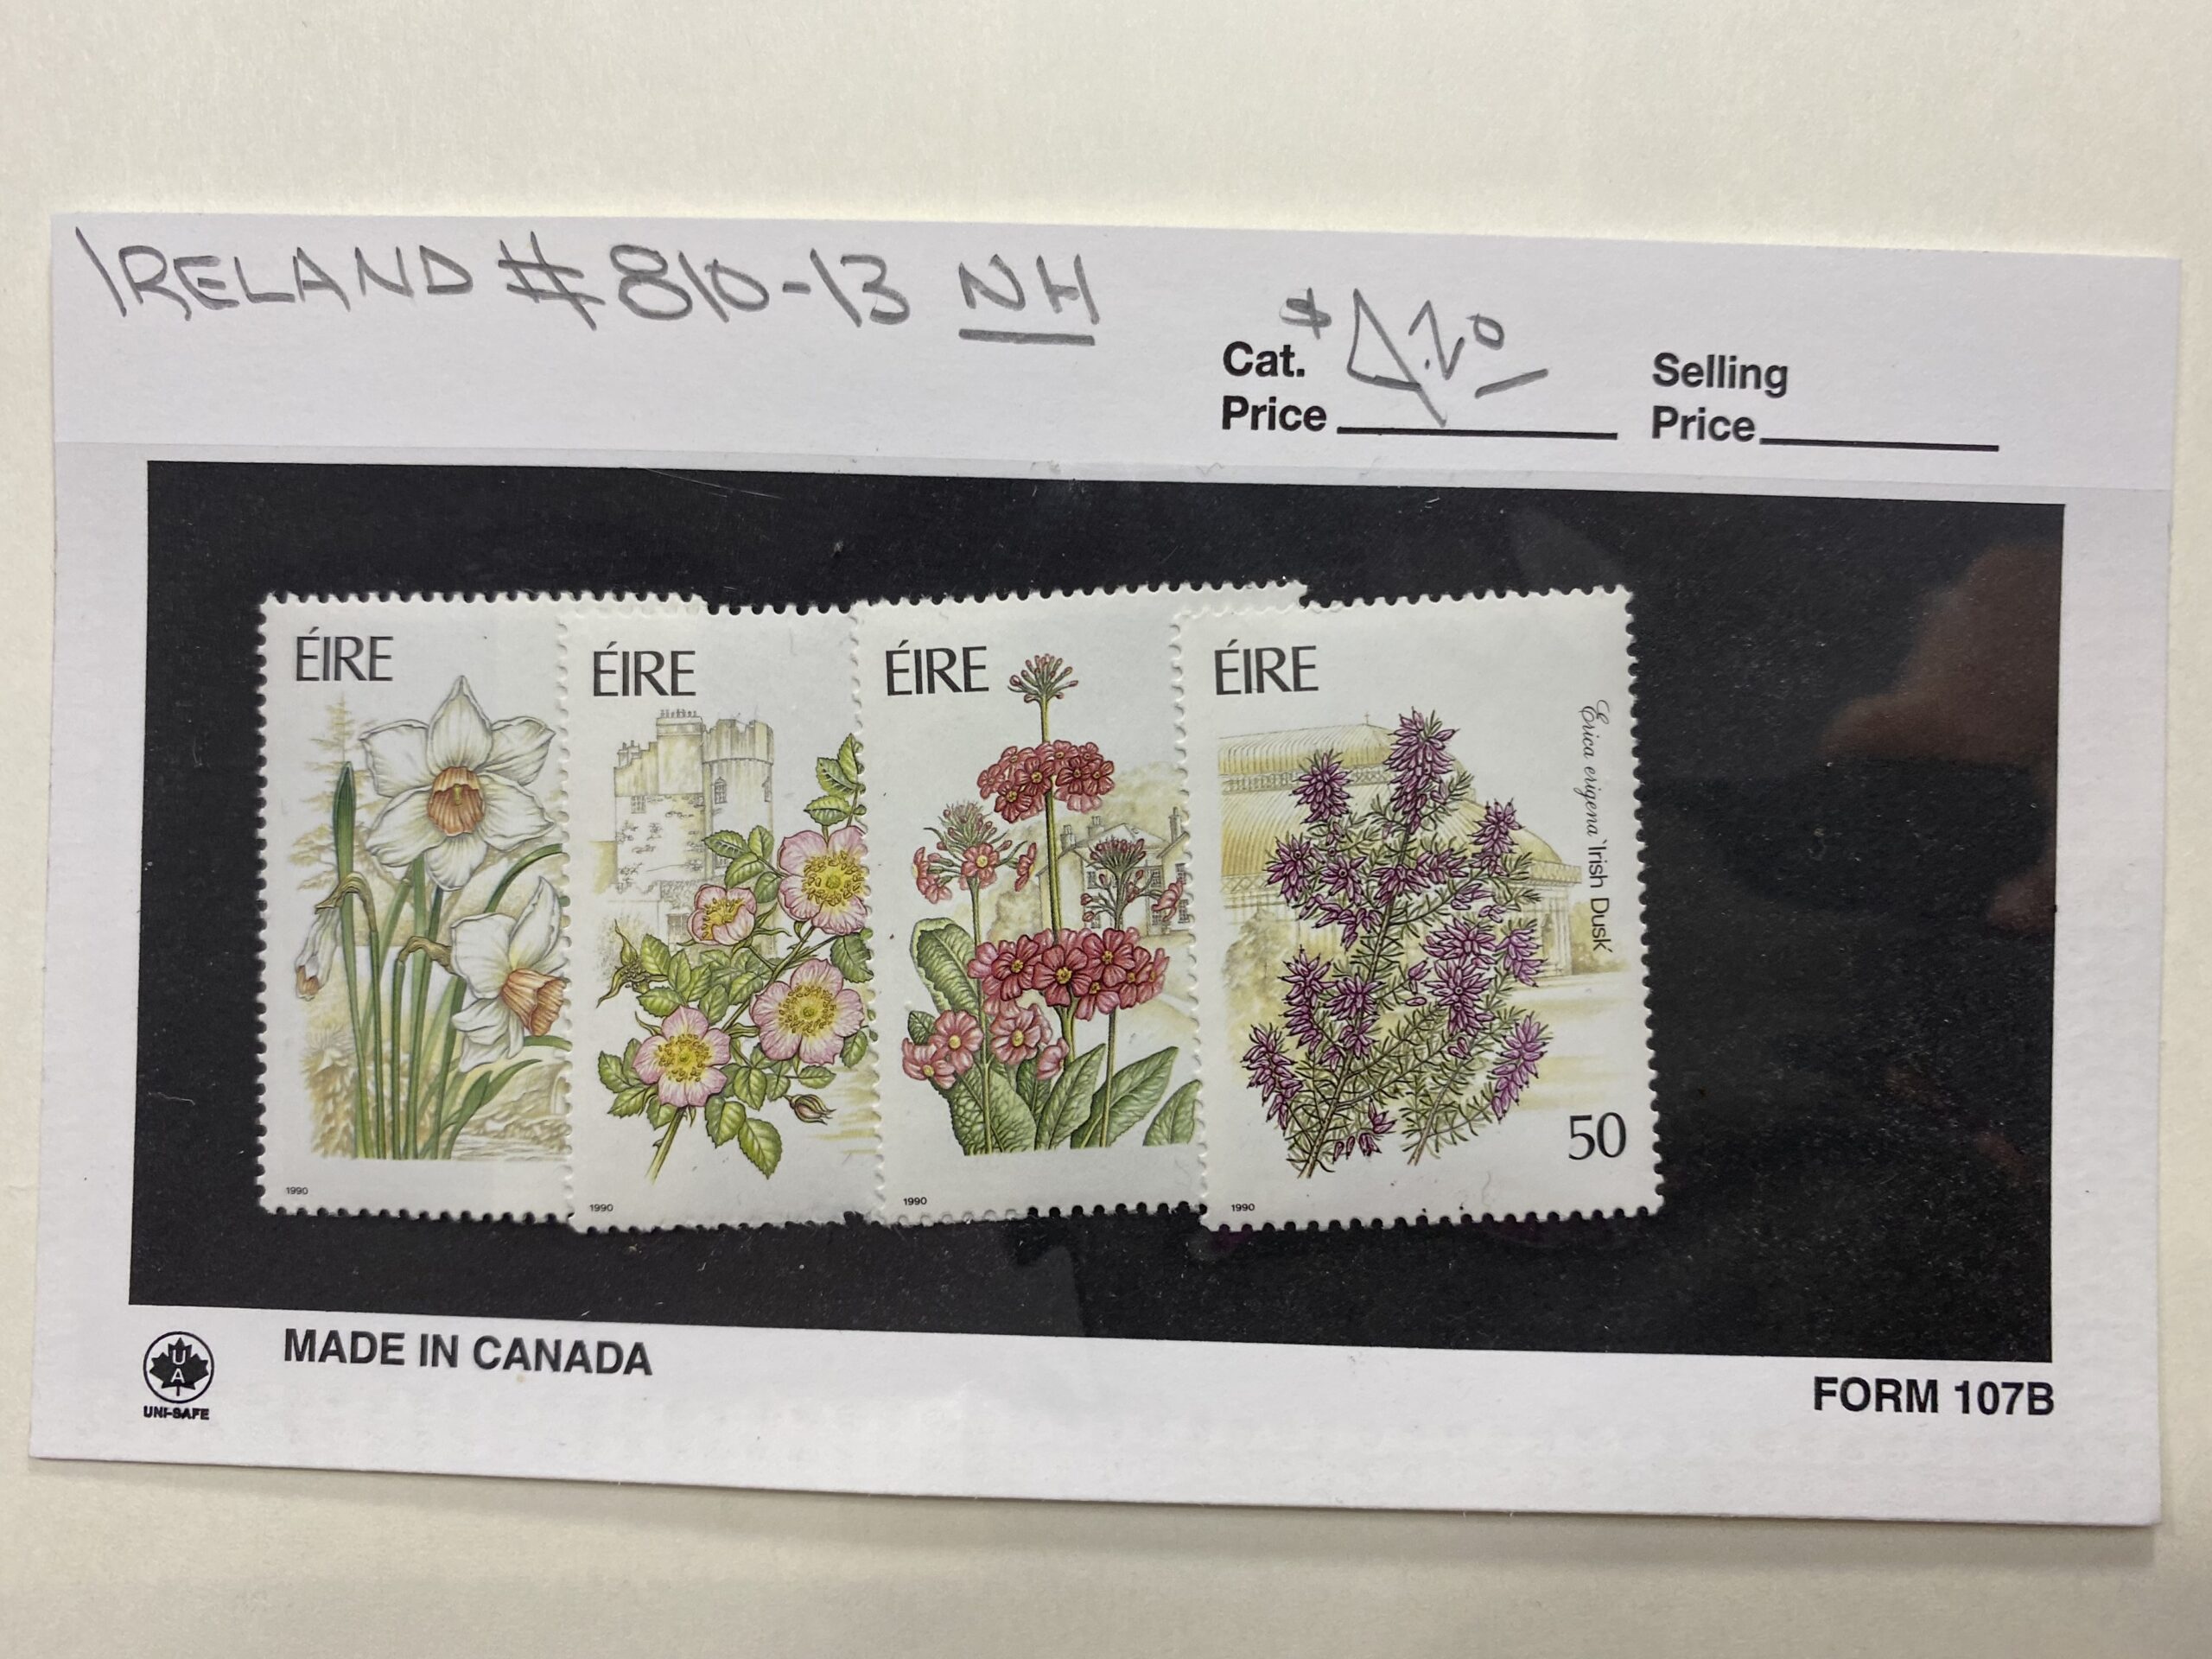 IRELAND #810-13 NH
Cat. Price $4.20
Selling Price
ÉIRE
1990
ÉIRE
1990
ÉIRE
1990
ÉIRE
Erica erigena 'Irish Dusk'
50
1990
UA
UNI-SAFE
MADE IN CANADA
FORM 107B